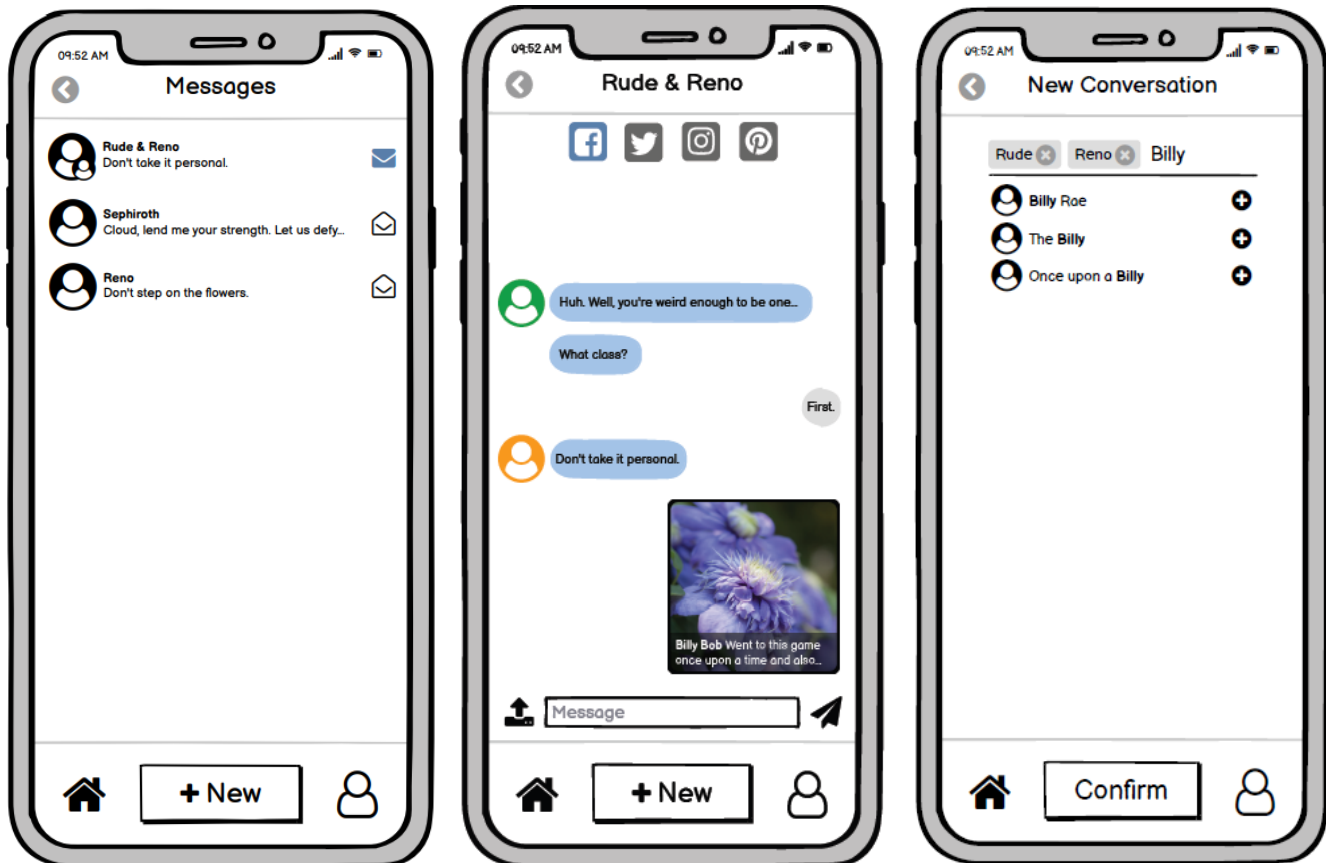 09:52 AM
Messages
Rude & Reno
Don't take it personal.
Sephiroth
Cloud, lend me your strength. Let us defy...
Reno
Don't step on the flowers.
+ New
09:52 AM
Rude & Reno
Huh. Well, you're weird enough to be one...
What class?
First.
Don't take it personal.
Billy Bob Went to this game
once upon a time and also...
Message
+ New
09:52 AM
New Conversation
Rude Reno Billy
Billy Rae
The Billy
Once upon a Billy
Confirm